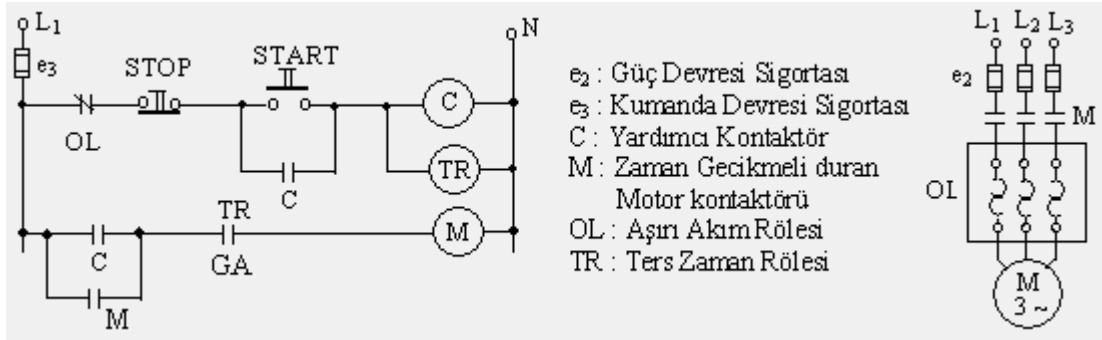 L1
e3
STOP
START
N
OL
C
C
TR
TR
GA
C
M
M
e2 : Güç Devresi Sigortası
e3 : Kumanda Devresi Sigortası
C : Yardımcı Kontaktör
M : Zaman Gecikmeli duran
Motor kontaktörü
OL : Aşırı Akım Rölesi
TR : Ters Zaman Rölesi
L1 L2 L3
e2
M
OL
M
3 ~